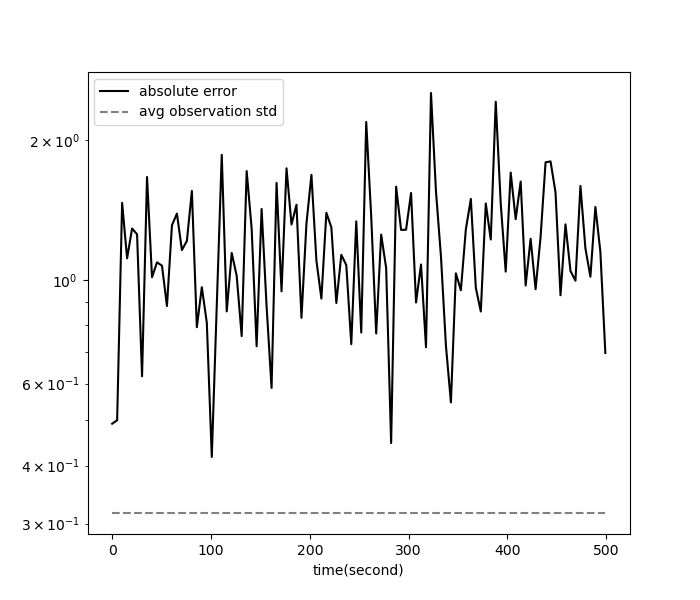 absolute error
avg observation std
2 × 10⁰
10⁰
6 × 10⁻¹
4 × 10⁻¹
3 × 10⁻¹
0 100 200 300 400 500
time(second)